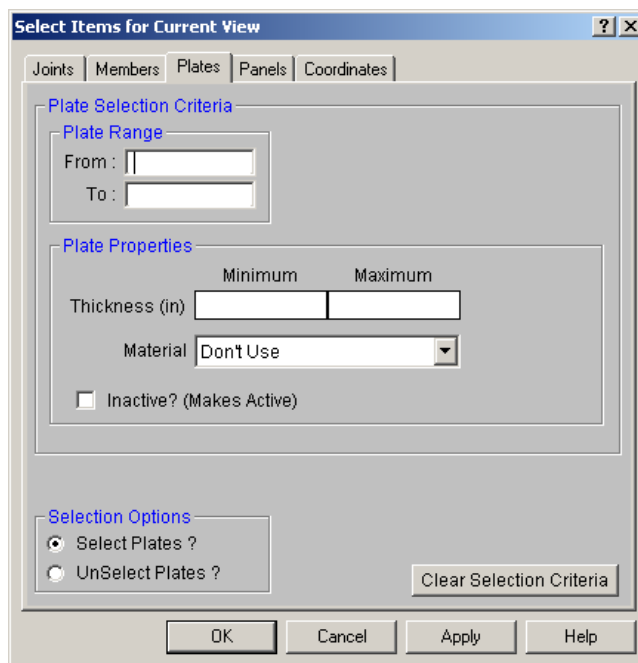 Select Items for Current View
Joints Members Plates Panels Coordinates
Plate Selection Criteria
Plate Range
From :
To :
Plate Properties
Minimum Maximum
Thickness (in)
Material Don't Use
Inactive? (Makes Active)
Selection Options
Select Plates ?
UnSelect Plates ?
Clear Selection Criteria
OK Cancel Apply Help